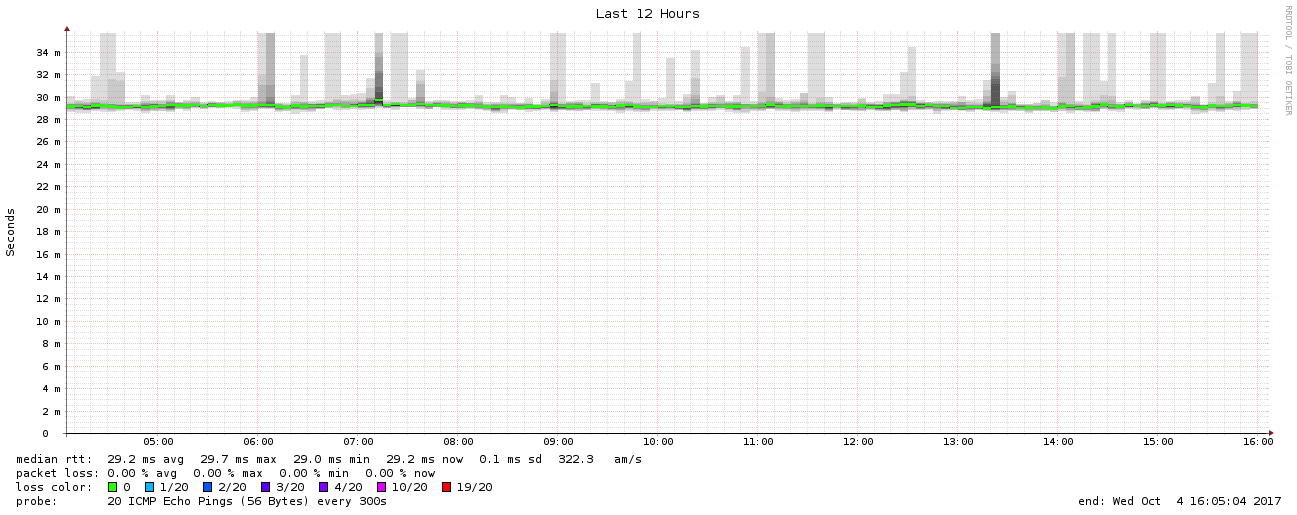 Last 12 Hours
RRDTOOL / TOBI OETIKER
Seconds
34 m
32 m
30 m
28 m
26 m
24 m
22 m
20 m
18 m
16 m
14 m
12 m
10 m
8 m
6 m
4 m
2 m
0
05:00 06:00 07:00 08:00 09:00 10:00 11:00 12:00 13:00 14:00 15:00 16:00
median rtt: 29.2 ms avg 29.7 ms max 29.0 ms min 29.2 ms now 0.1 ms sd 322.3 am/s
packet loss: 0.00 % avg 0.00 % max 0.00 % min 0.00 % now
loss color: 0 1/20 2/20 3/20 4/20 10/20 19/20
probe: 20 ICMP Echo Pings (56 Bytes) every 300s end: Wed Oct 4 16:05:04 2017